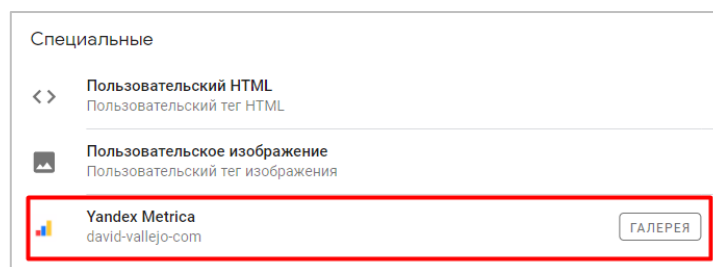 Специальные
Пользовательский HTML
Пользовательский тег HTML
Пользовательское изображение
Пользовательский тег изображения
Yandex Metrica
david-vallejo-com
ГАЛЕРЕЯ